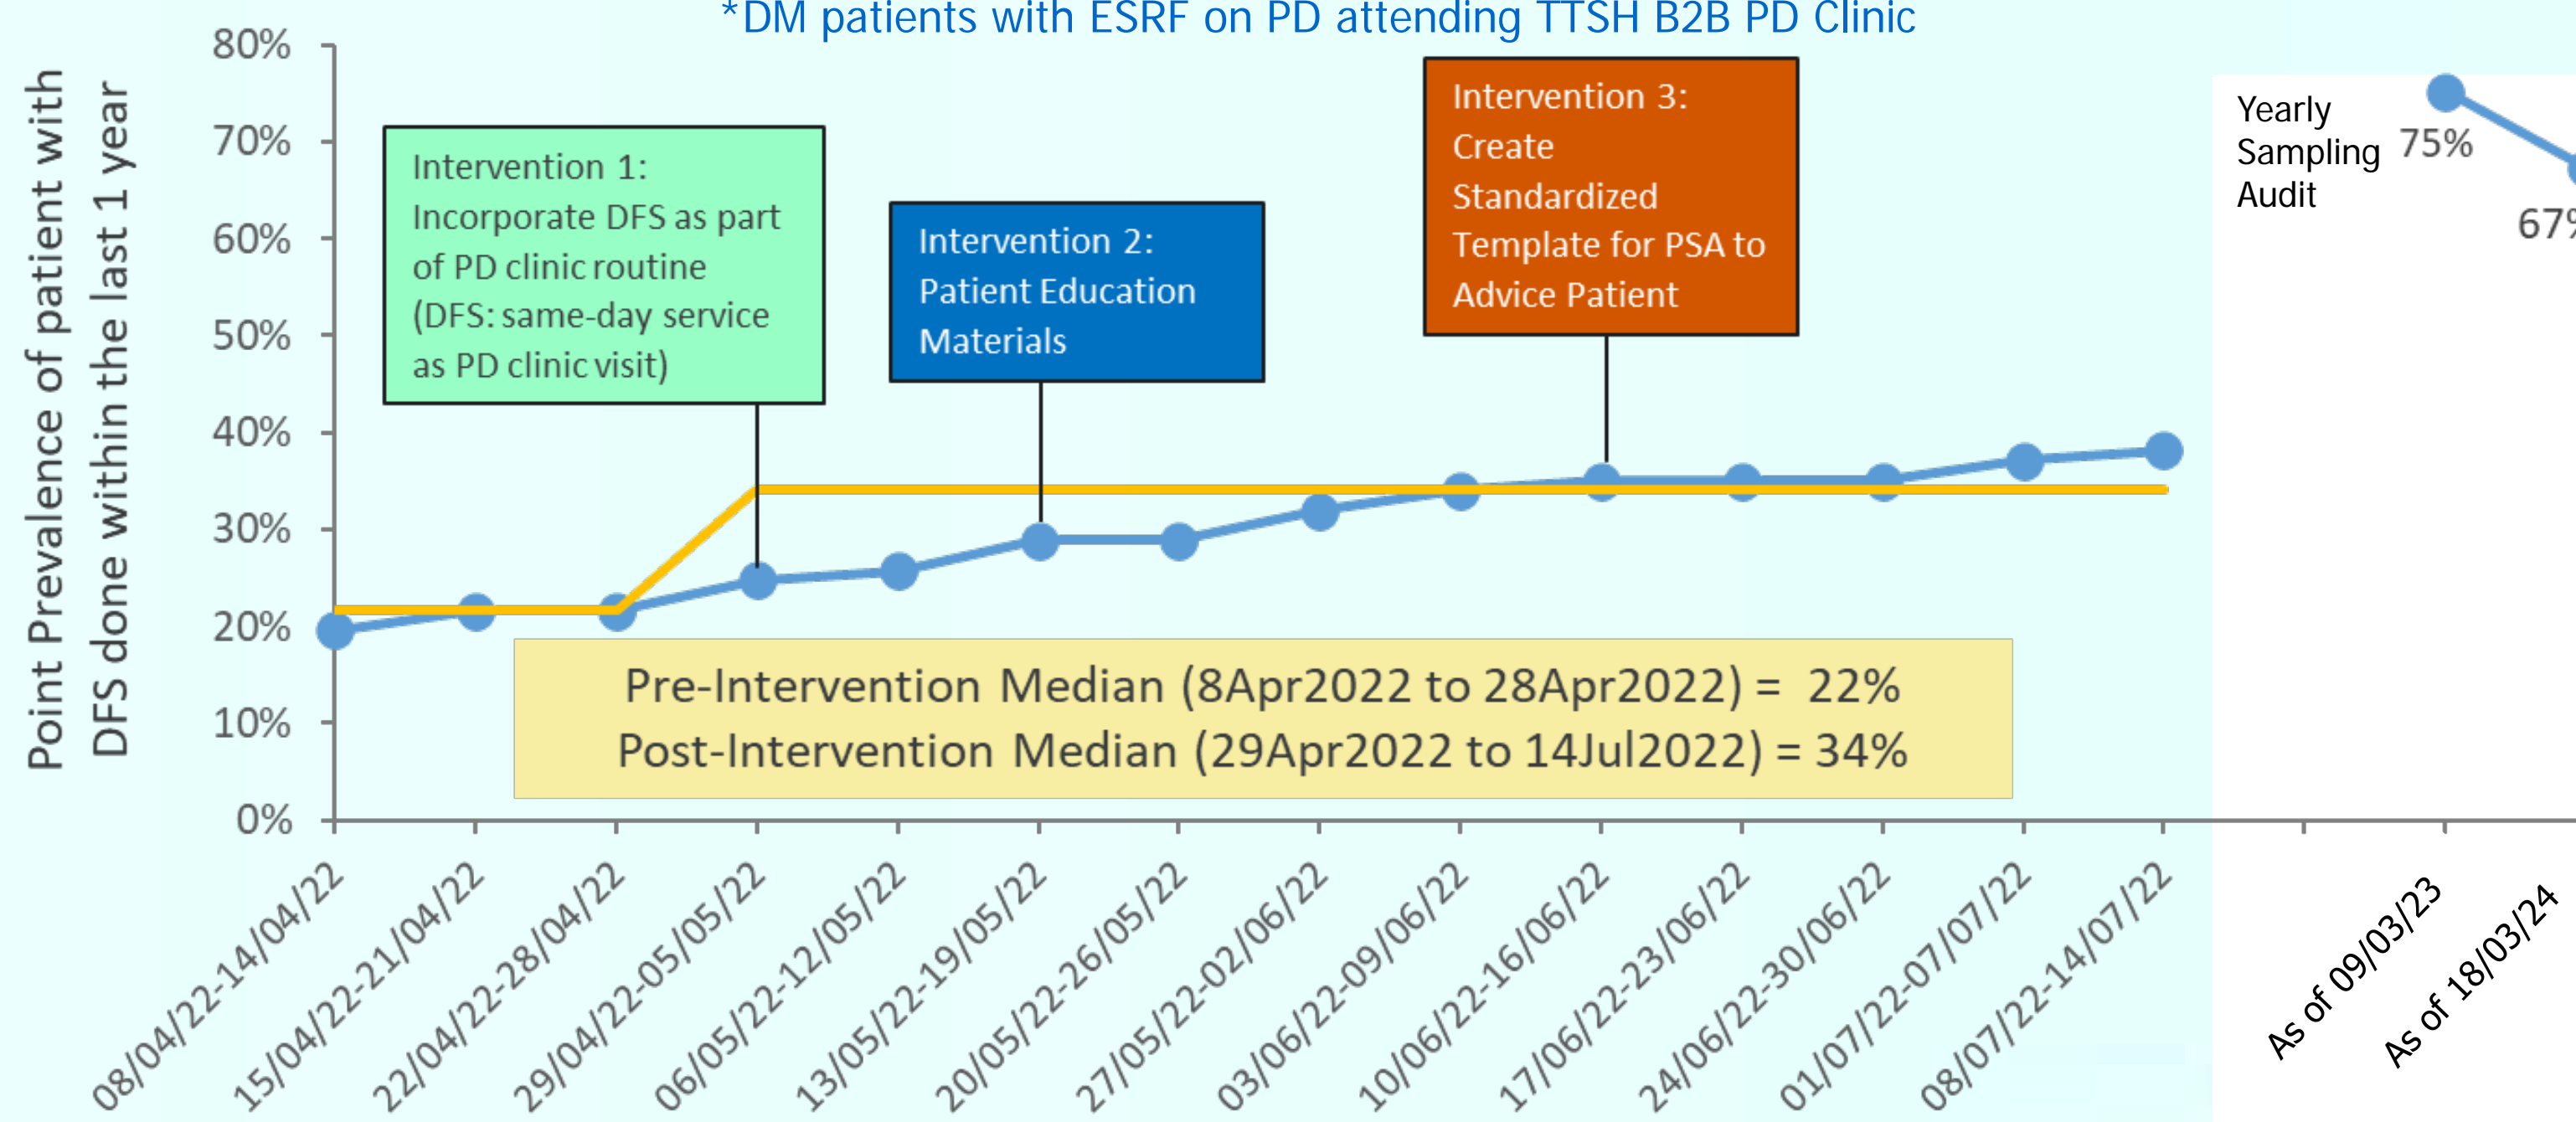 *DM patients with ESRF on PD attending TTSH B2B PD Clinic
Point Prevalence of patient with
DFS done within the last 1 year
80%
70%
60%
50%
40%
30%
20%
10%
0%
Intervention 1:
Incorporate DFS as part
of PD clinic routine
(DFS: same-day service
as PD clinic visit)
Intervention 2:
Patient Education
Materials
Intervention 3:
Create
Standardized
Template for PSA to
Advice Patient
Yearly
Sampling
Audit
75%
67%
Pre-Intervention Median (8Apr2022 to 28Apr2022) = 22%
Post-Intervention Median (29Apr2022 to 14Jul2022) = 34%
08/04/22-14/04/22
15/04/22-21/04/22
22/04/22-28/04/22
29/04/22-05/05/22
06/05/22-12/05/22
13/05/22-19/05/22
20/05/22-26/05/22
27/05/22-02/06/22
03/06/22-09/06/22
10/06/22-16/06/22
17/06/22-23/06/22
24/06/22-30/06/22
01/07/22-07/07/22
08/07/22-14/07/22
As of 09/03/23
As of 18/03/24